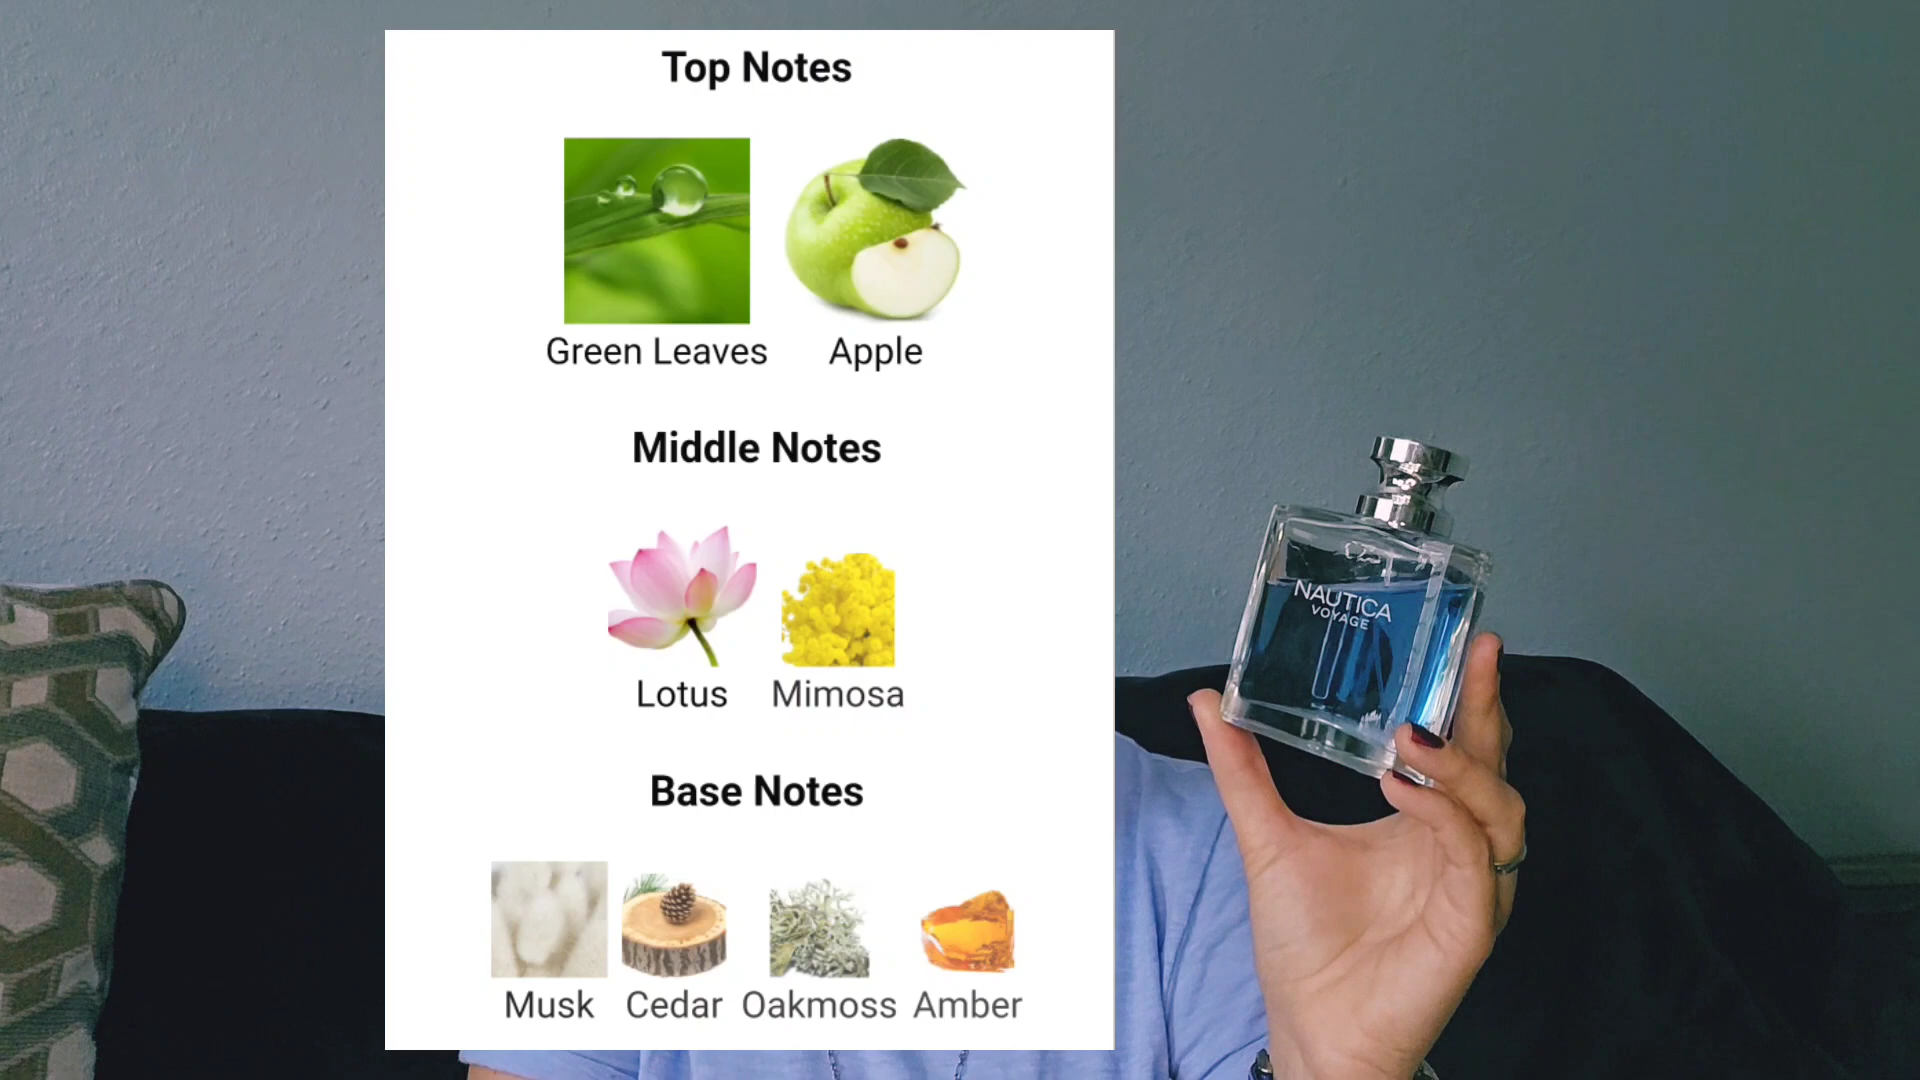 Top Notes
Green Leaves Apple
Middle Notes
Lotus Mimosa
Base Notes
Musk Cedar Oakmoss Amber
NAUTICA
VOYAGE